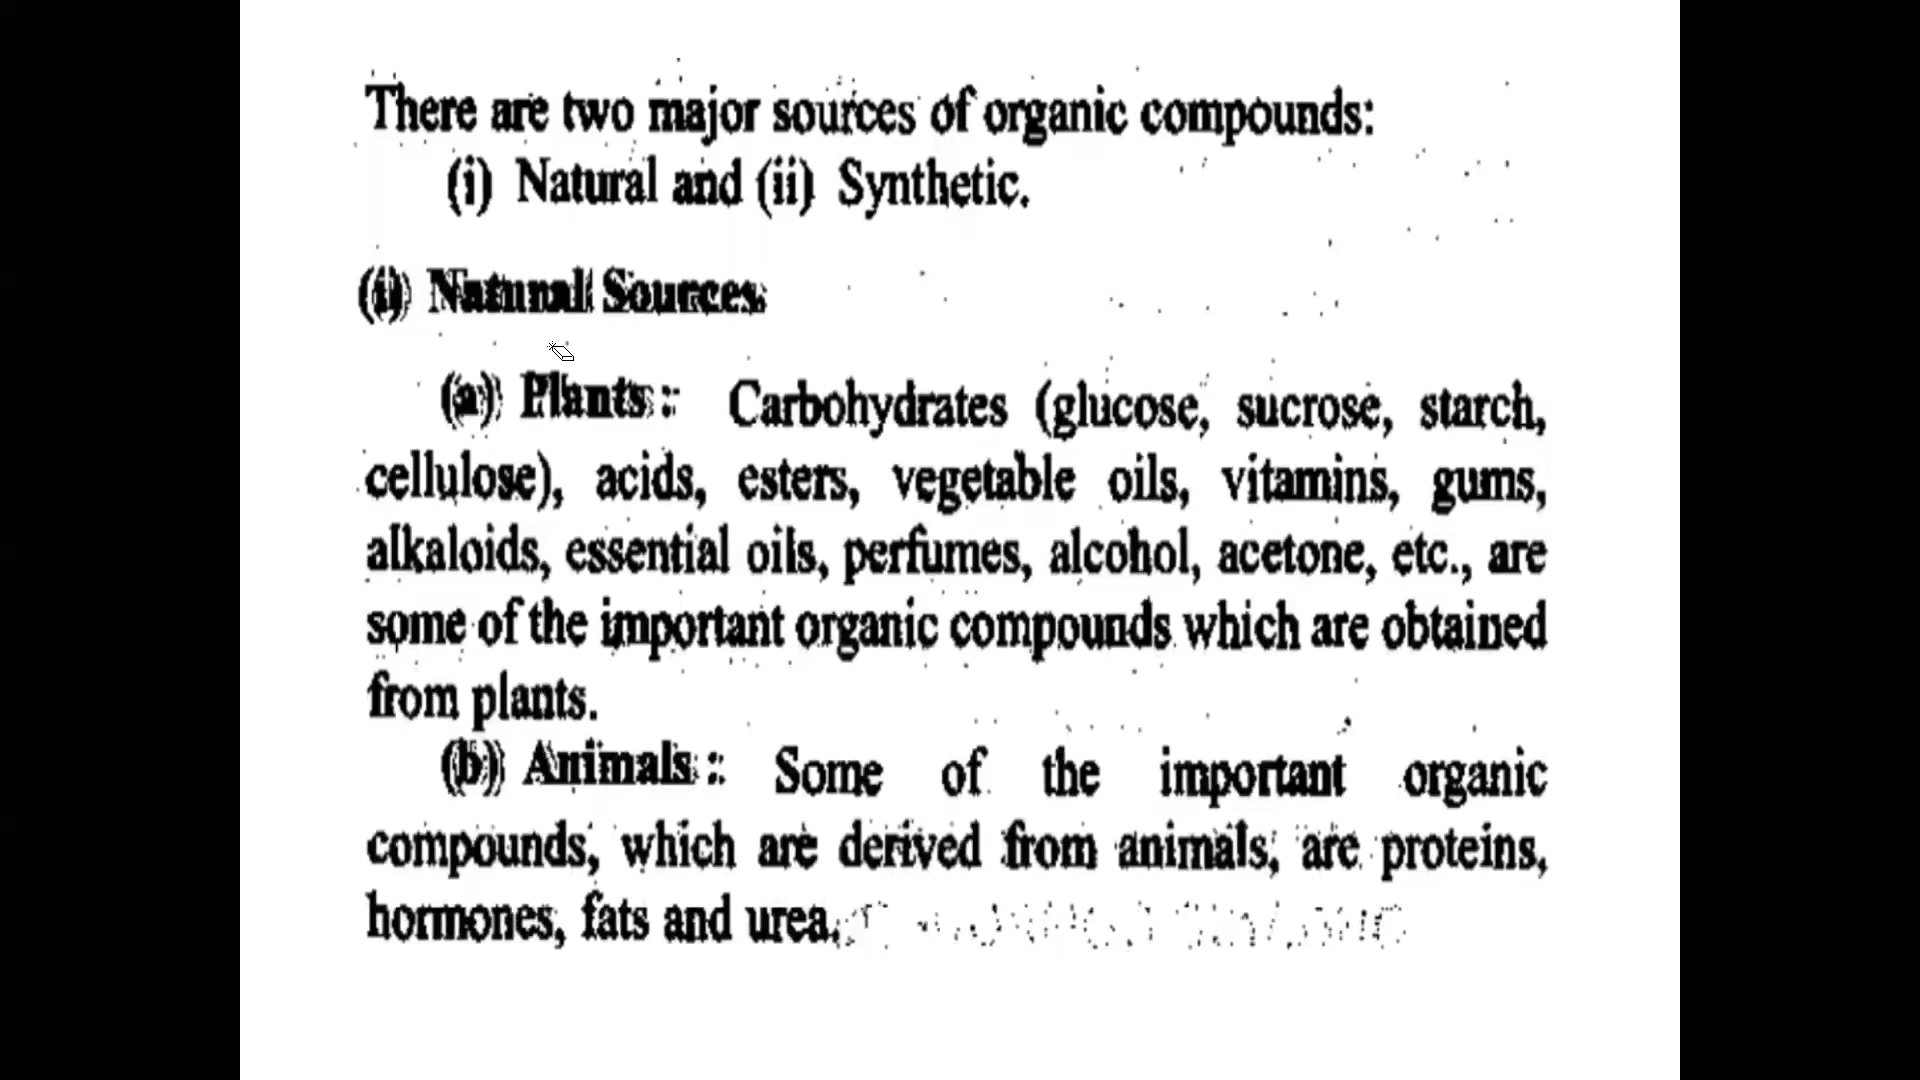 There are two major sources of organic compounds:
(i) Natural and (ii) Synthetic.
(i) Natural Sources
(a) Plants : Carbohydrates (glucose, sucrose, starch,
cellulose), acids, esters, vegetable oils, vitamins, gums,
alkaloids, essential oils, perfumes, alcohol, acetone, etc., are
some of the important organic compounds which are obtained
from plants.
(b) Animals : Some of the important organic
compounds, which are derived from animals, are proteins,
hormones, fats and urea.